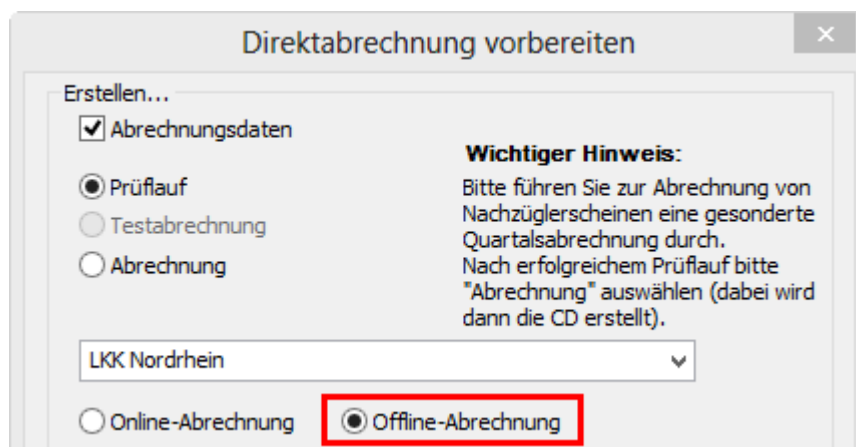 Direktabrechnung vorbereiten
Erstellen...
Abrechnungsdaten
Prüflauf
Testabrechnung
Abrechnung
Wichtiger Hinweis:
Bitte führen Sie zur Abrechnung von
Nachzüglerscheinen eine gesonderte
Quartalsabrechnung durch.
Nach erfolgreichem Prüflauf bitte
"Abrechnung" auswählen (dabei wird
dann die CD erstellt).
LKK Nordrhein
Online-Abrechnung Offline-Abrechnung